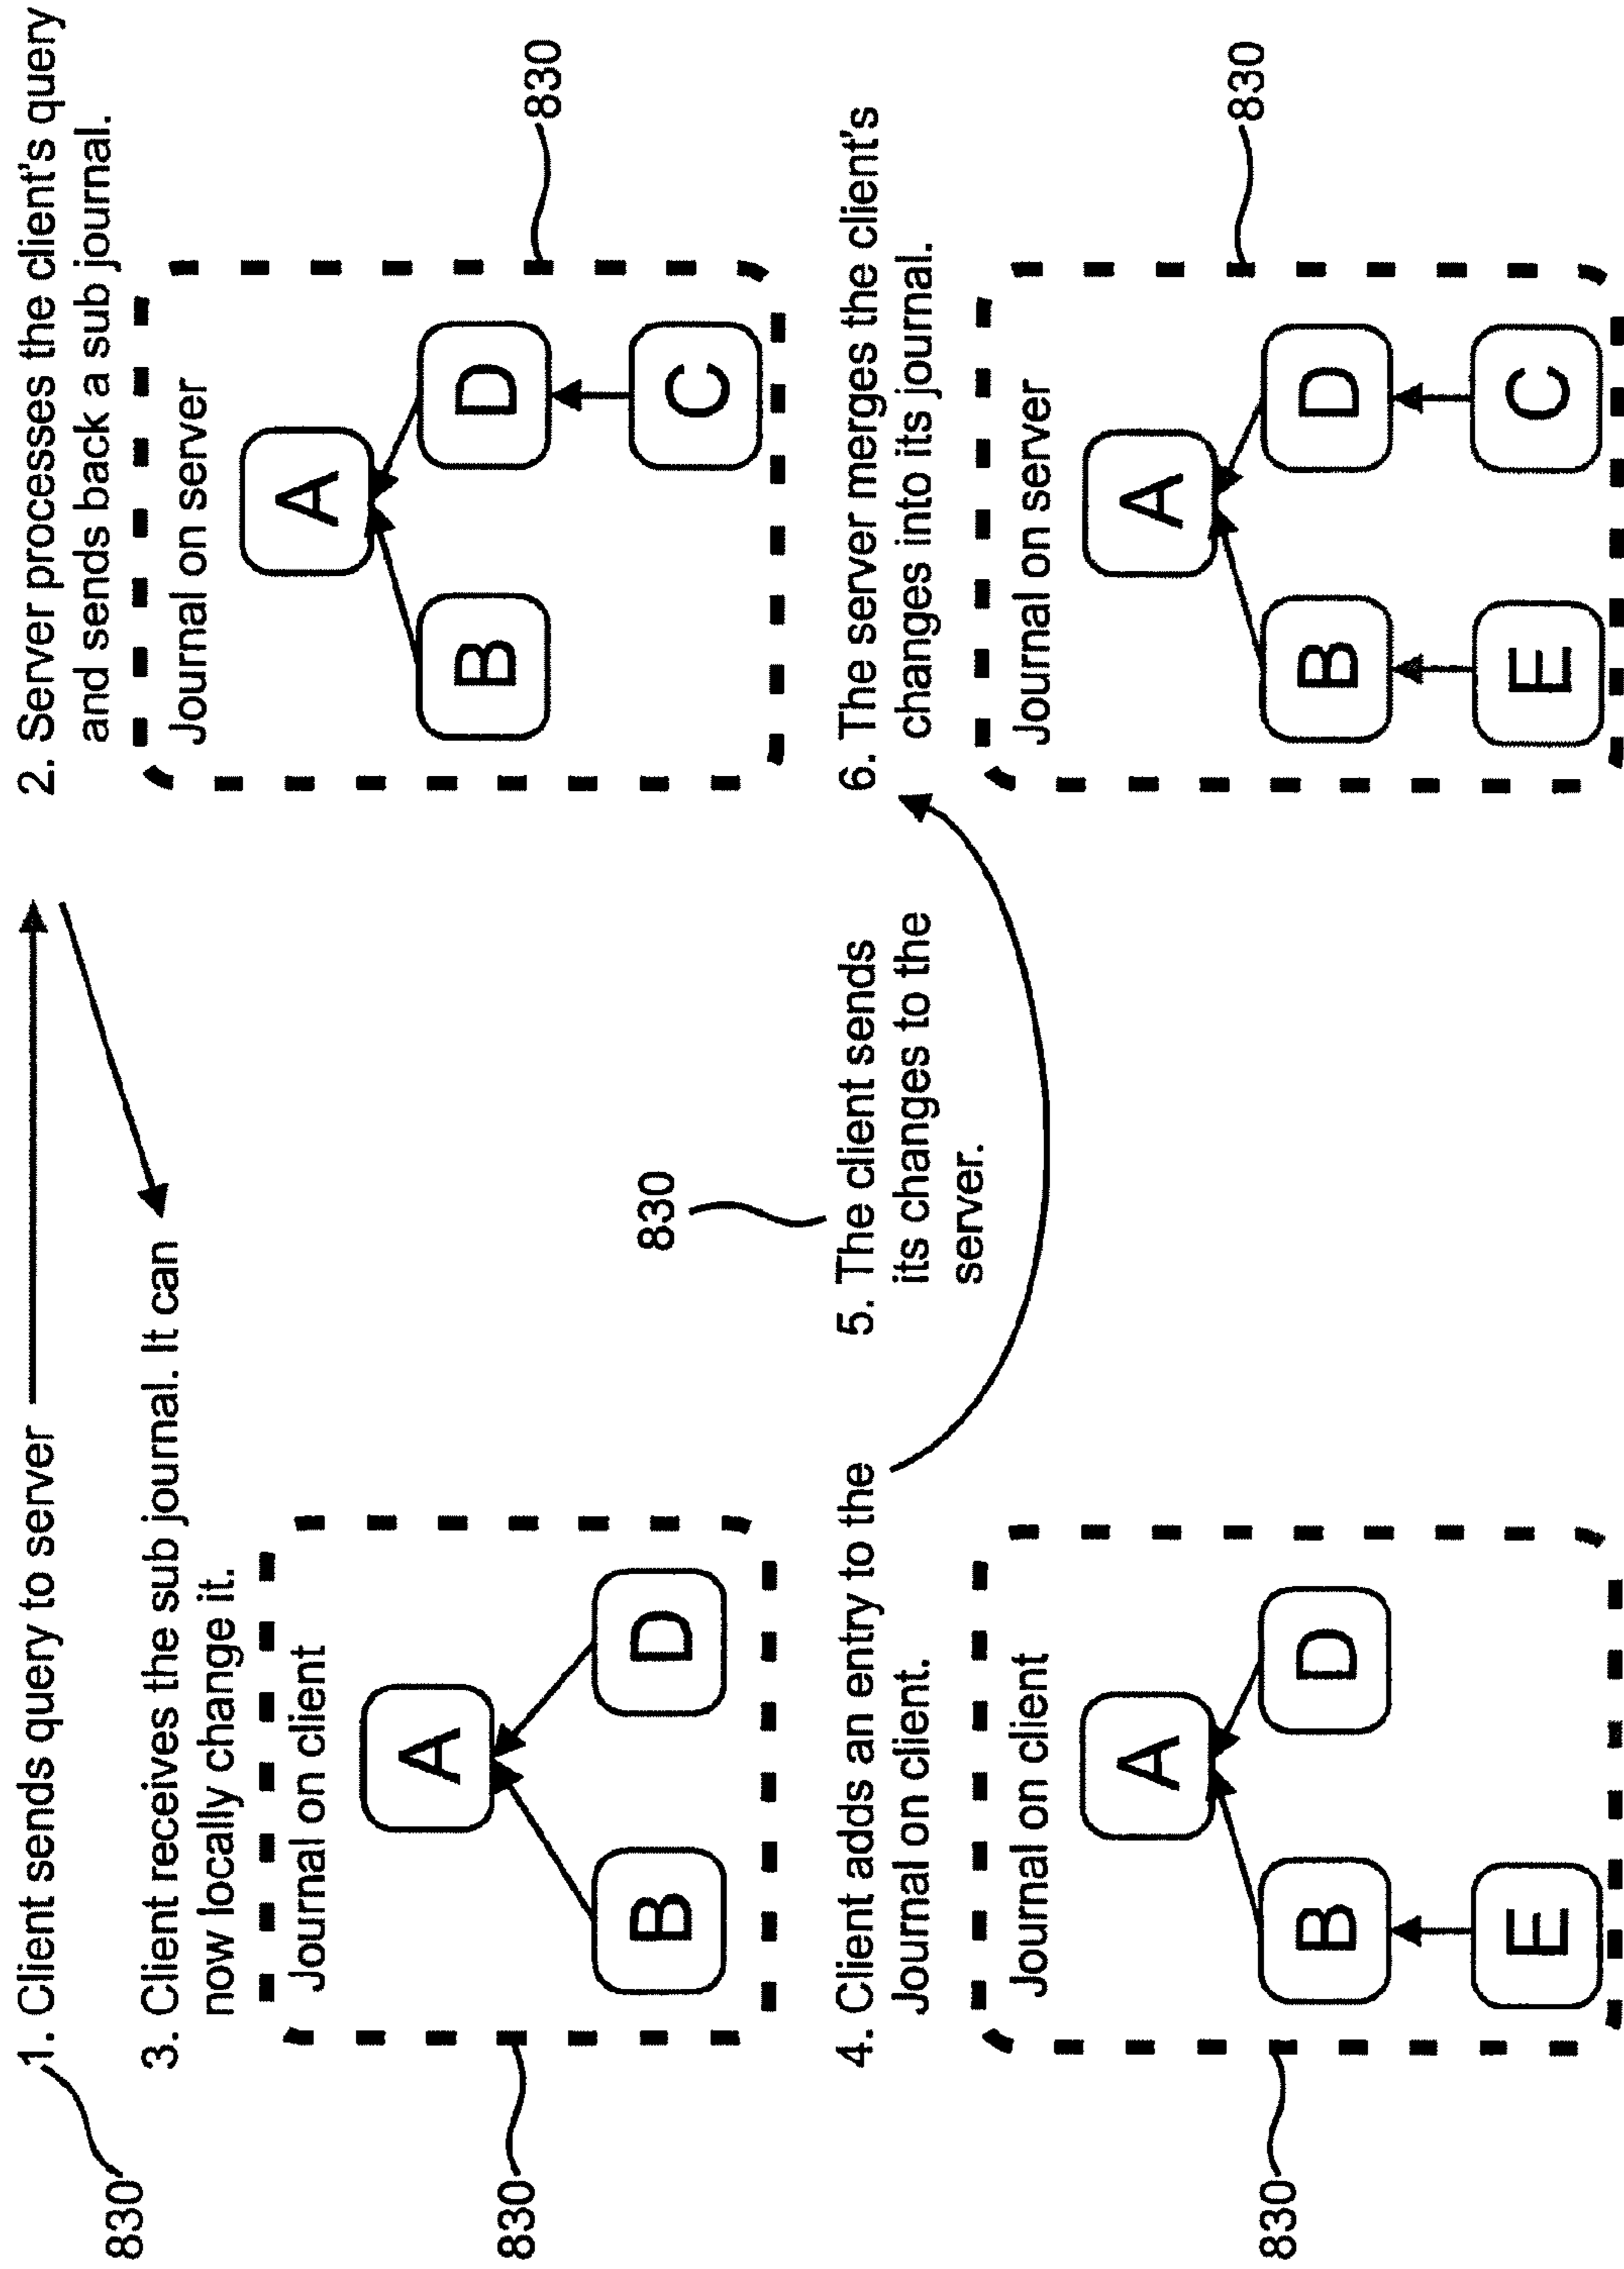 830
1. Client sends query to server
2. Server processes the client's query
and sends back a sub journal.
Journal on server
A
B
D
C
830
3. Client receives the sub journal. It can
now locally change it.
Journal on client
A
B
D
830
4. Client adds an entry to the
Journal on client.
Journal on client
A
B
D
E
830
830
5. The client sends
its changes to the
server.
6. The server merges the client's
changes into its journal.
Journal on server
A
B
D
E
C
830